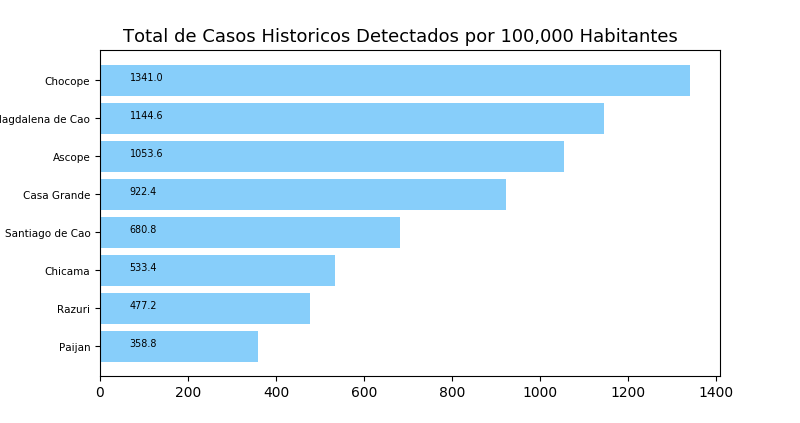 Total de Casos Historicos Detectados por 100,000 Habitantes
Chocope 1341.0
de Cao 1144.6
Ascope 1053.6
Casa Grande 922.4
Santiago de Cao 680.8
Chicama 533.4
Razuri 477.2
Paijan 358.8
0 200 400 600 800 1000 1200 1400